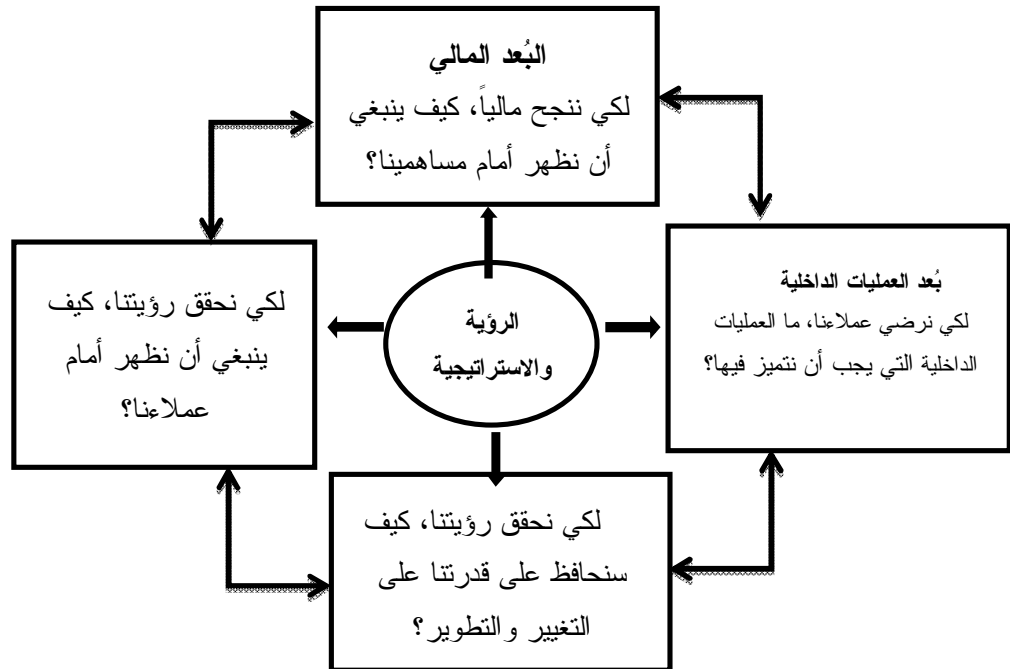 البُعد المالي
لكي ننجح مالياً، كيف ينبغي
أن نظهر أمام مساهمينا؟
بُعد العمليات الداخلية
لكي نرضي عملاءنا، ما العمليات
الداخلية التي يجب أن نتميز فيها؟
الرؤية
والاستراتيجية
لكي نحقق رؤيتنا، كيف
ينبغي أن نظهر أمام
عملاءنا؟
لكي نحقق رؤيتنا، كيف
سنحافظ على قدرتنا على
التغيير والتطوير؟